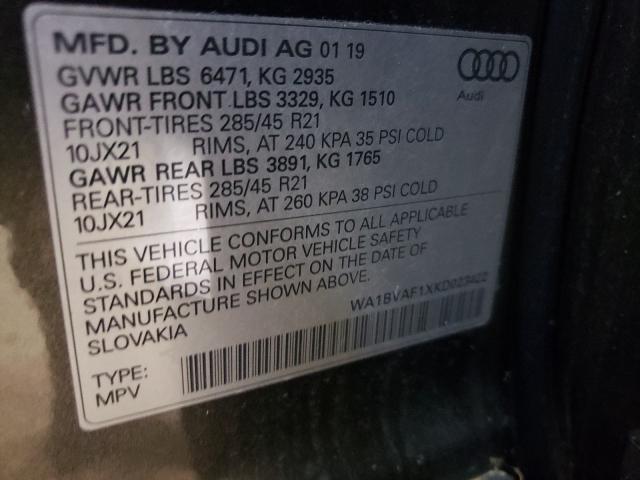 MFD. BY AUDI AG 01 19
GVWR LBS 6471, KG 2935
GAWR FRONT LBS 3329, KG 1510
FRONT-TIRES 285/45 R21
10JX21 RIMS, AT 240 KPA 35 PSI COLD
GAWR REAR LBS 3891, KG 1765
REAR-TIRES 285/45 R21
10JX21 RIMS, AT 260 KPA 38 PSI COLD
Audi
THIS VEHICLE CONFORMS TO ALL APPLICABLE
U.S. FEDERAL MOTOR VEHICLE SAFETY
STANDARDS IN EFFECT ON THE DATE OF
MANUFACTURE SHOWN ABOVE.
SLOVAKIA
WA1BVAF1XKD023422
TYPE:
MPV